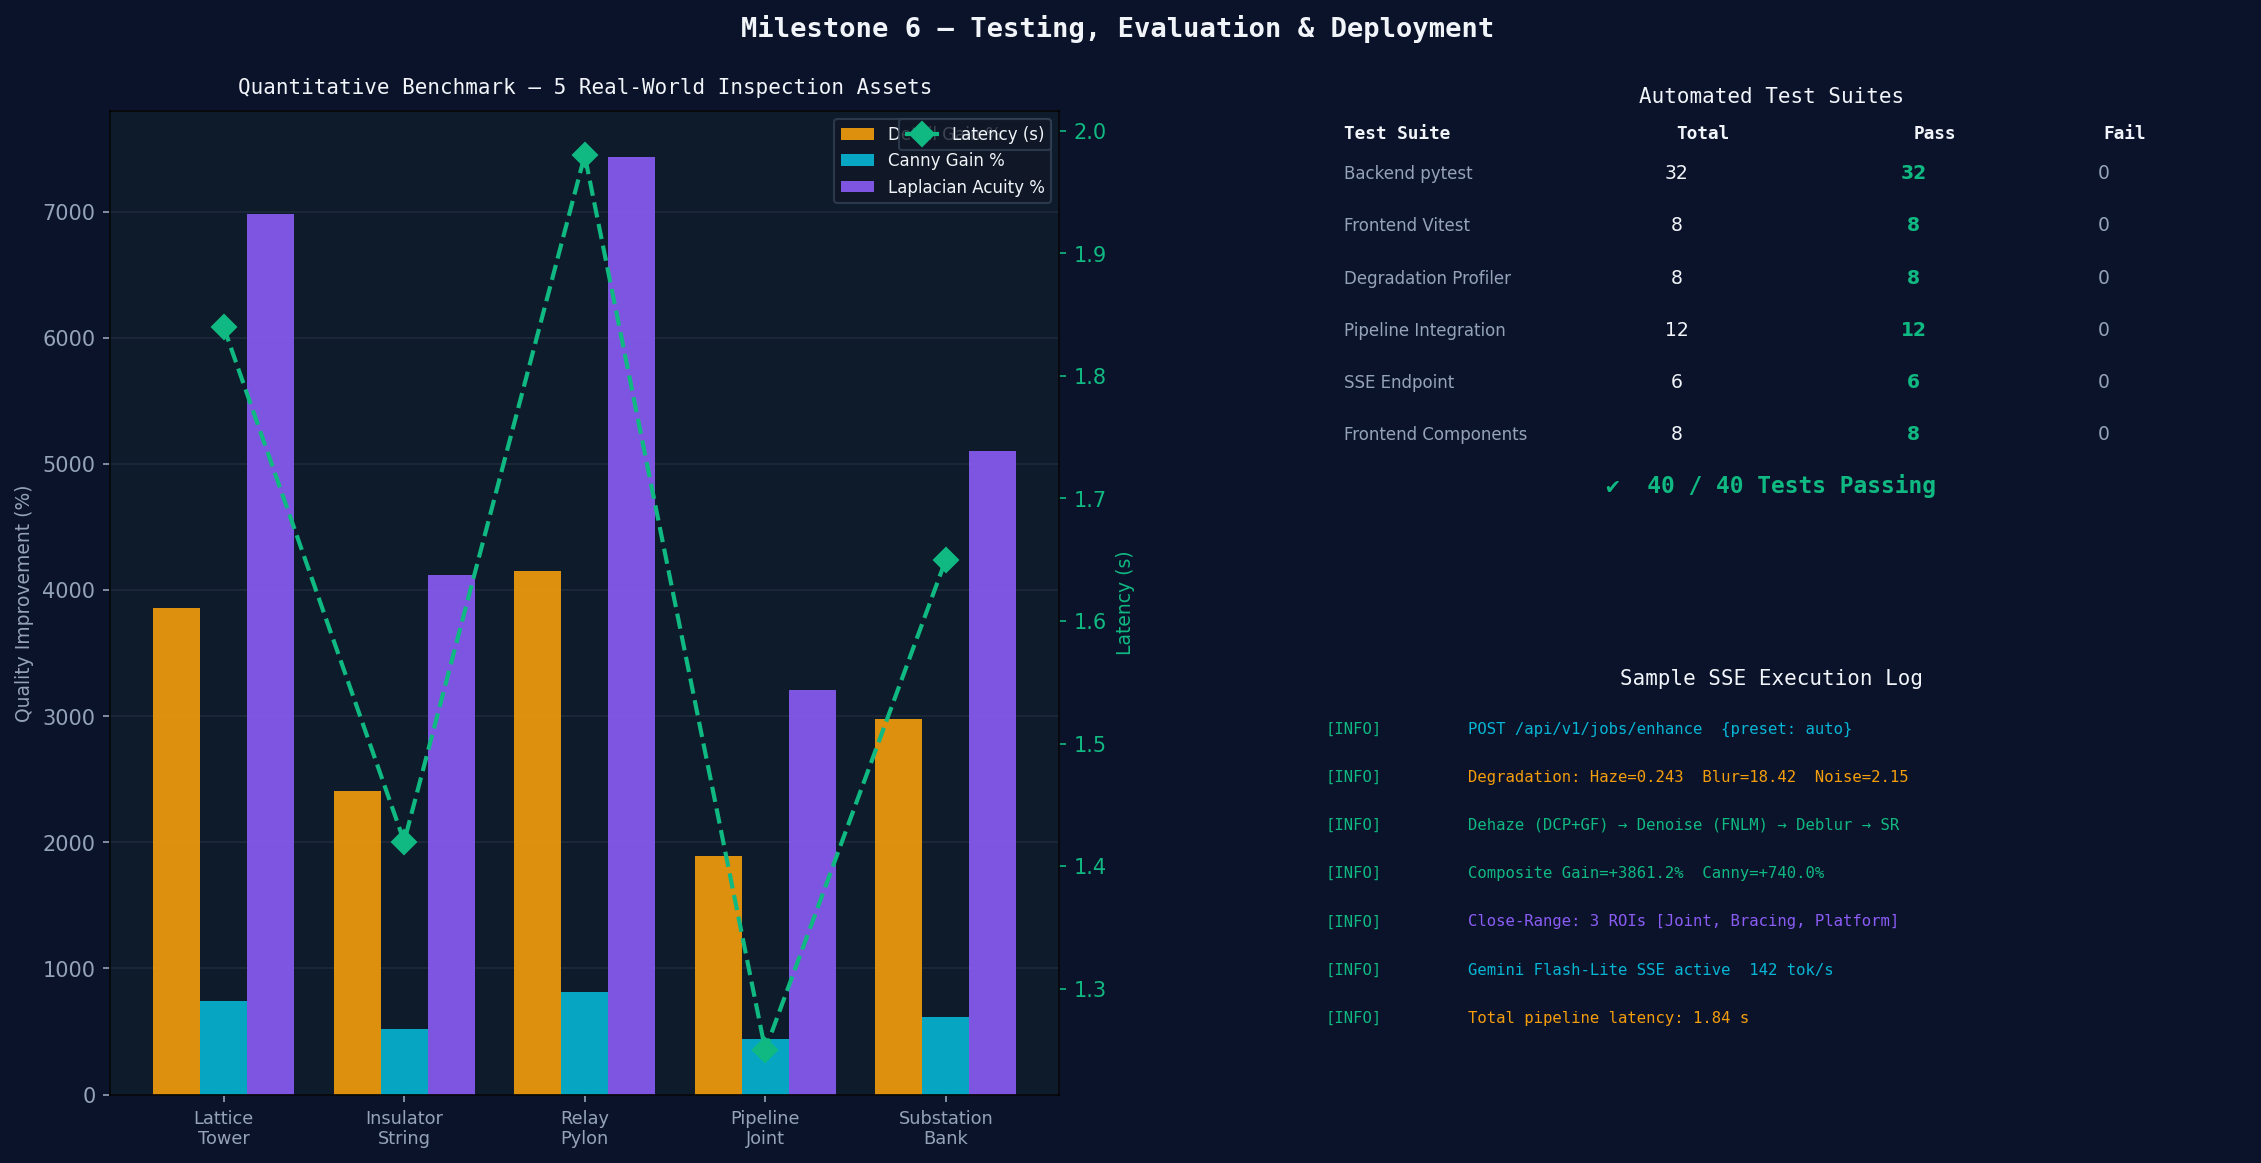 Milestone 6 — Testing, Evaluation & Deployment
Quantitative Benchmark — 5 Real-World Inspection Assets
Latency (s)
Canny Gain %
Laplacian Acuity %
Quality Improvement (%)
7000
6000
5000
4000
3000
2000
1000
0
2.0
1.9
1.8
1.7
1.6
1.5
1.4
1.3
Latency (s)
Lattice
Tower
Insulator
String
Relay
Pylon
Pipeline
Joint
Substation
Bank
Automated Test Suites
Test Suite Total Pass Fail
Backend pytest 32 32 0
Frontend Vitest 8 8 0
Degradation Profiler 8 8 0
Pipeline Integration 12 12 0
SSE Endpoint 6 6 0
Frontend Components 8 8 0
✔ 40 / 40 Tests Passing
Sample SSE Execution Log
[INFO] POST /api/v1/jobs/enhance {preset: auto}
[INFO] Degradation: Haze=0.243 Blur=18.42 Noise=2.15
[INFO] Dehaze (DCP+GF) → Denoise (FNLM) → Deblur → SR
[INFO] Composite Gain=+3861.2% Canny=+740.0%
[INFO] Close-Range: 3 ROIs [Joint, Bracing, Platform]
[INFO] Gemini Flash-Lite SSE active 142 tok/s
[INFO] Total pipeline latency: 1.84 s